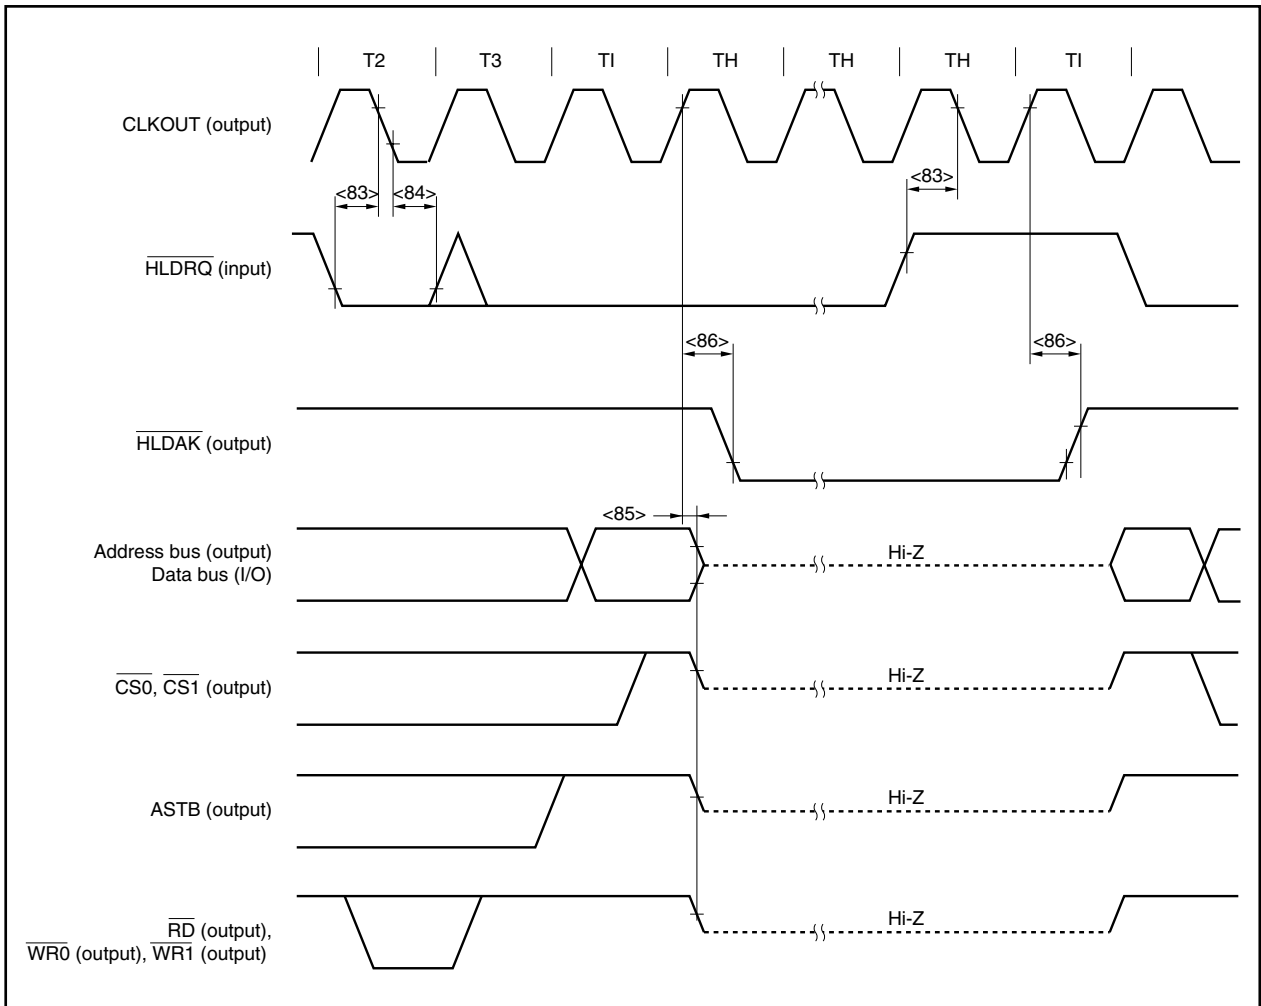 T2 T3 TI TH TH TH TI
CLKOUT (output)
<83> <84> <83>
HLDRQ (input)
<86> <86>
HLDAK (output)
<85>
Address bus (output)
Data bus (I/O)
Hi-Z
CS0, CS1 (output)
Hi-Z
ASTB (output)
Hi-Z
RD (output),
WR0 (output), WR1 (output)
Hi-Z